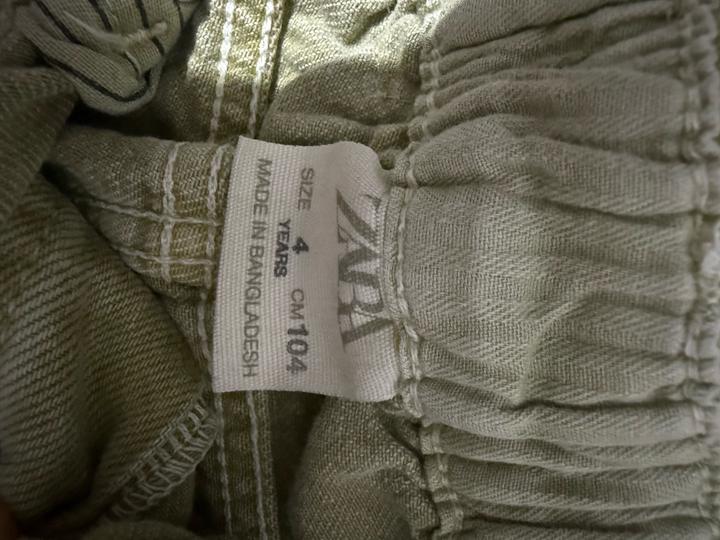 ZARA
SIZE 4 CM 104
YEARS
MADE IN BANGLADESH